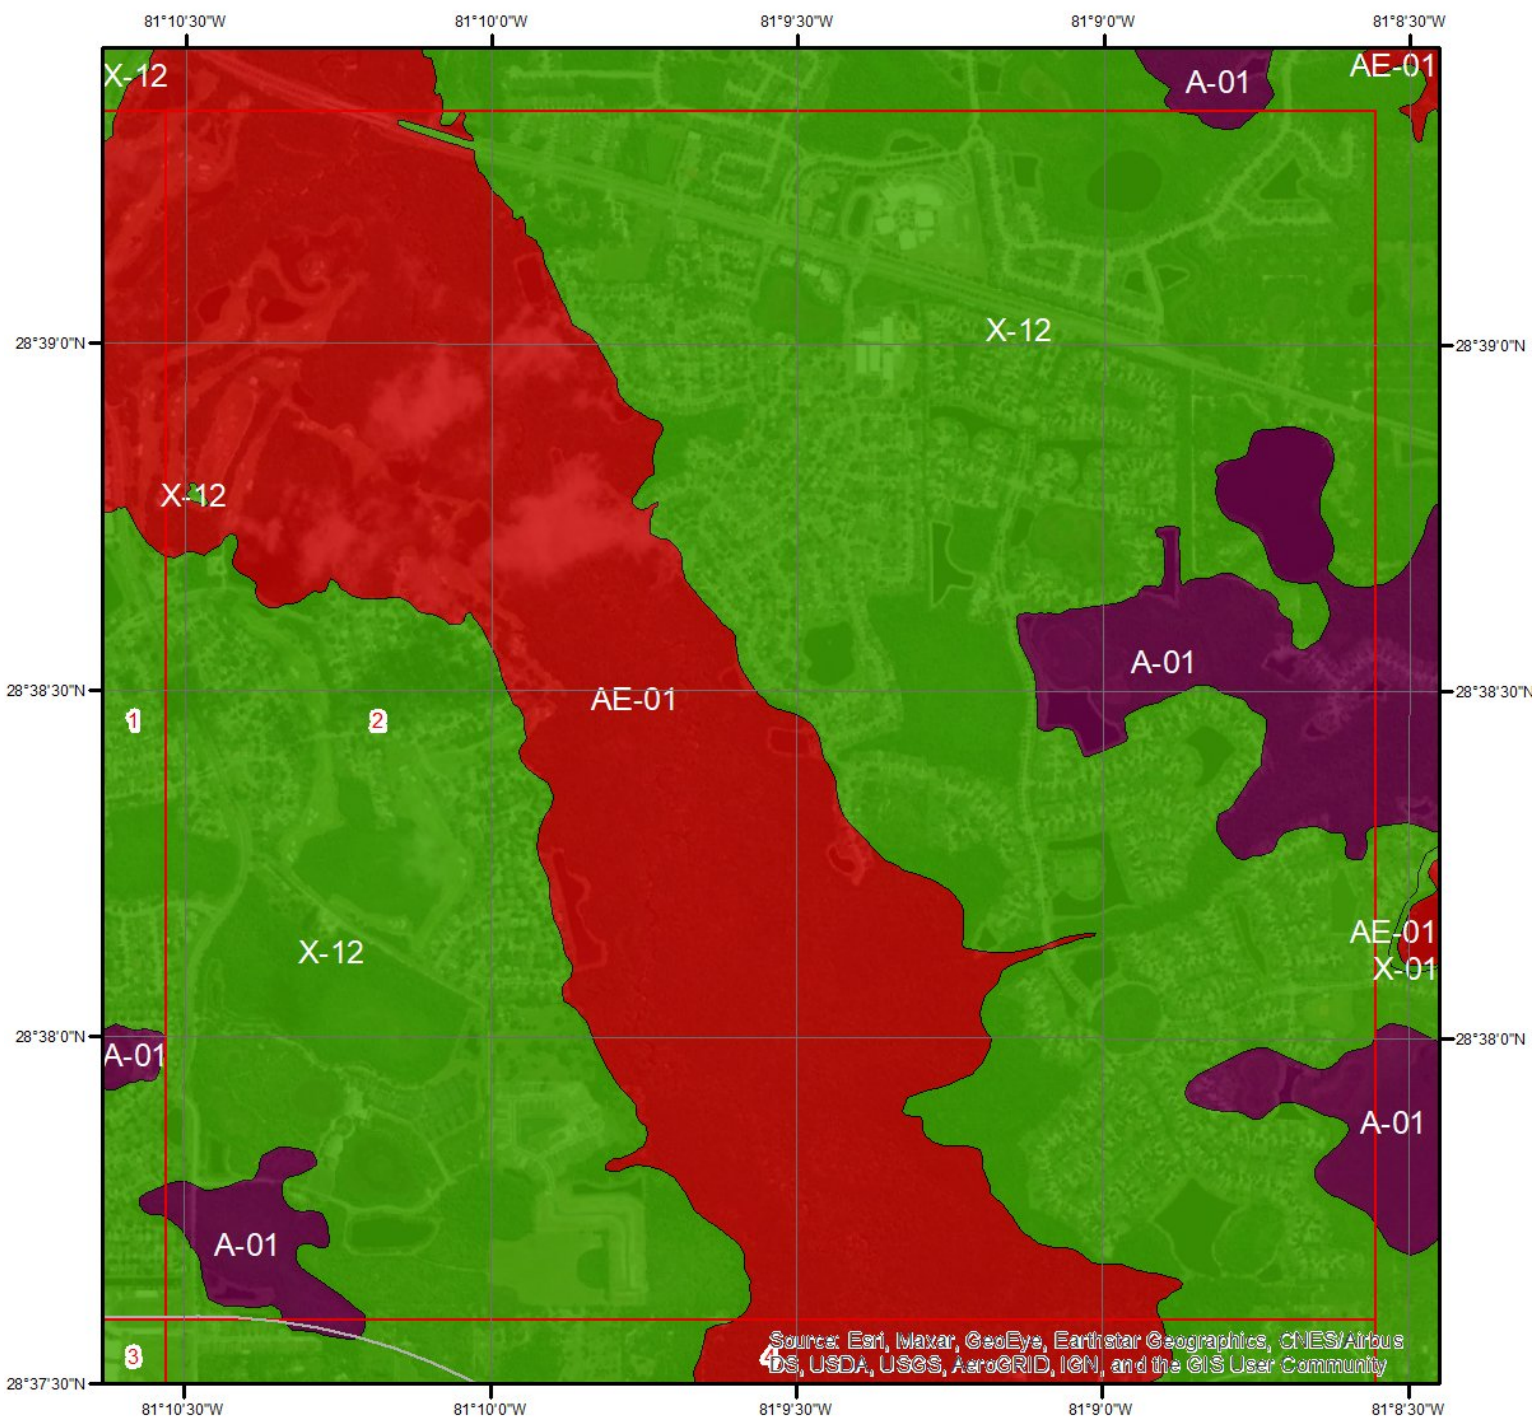 81°10'30"W 81°10'0"W 81°9'30"W 81°9'0"W 81°8'30"W
X-12
A-01
AE-01
X-12
28°39'0"N
28°39'0"N
X-12
A-01
28°38'30"N
28°38'30"N
AE-01
1
2
AE-01
X-12
X-01
28°38'0"N
28°38'0"N
A-01
A-01
A-01
Source: Esri, Maxar, GeoEye, Earthstar Geographics, CNES/Airbus
3
4
DS, USDA, USGS, AeroGRID, IGN, and the GIS User Community
28°37'30"N
81°10'30"W 81°10'0"W 81°9'30"W 81°9'0"W 81°8'30"W